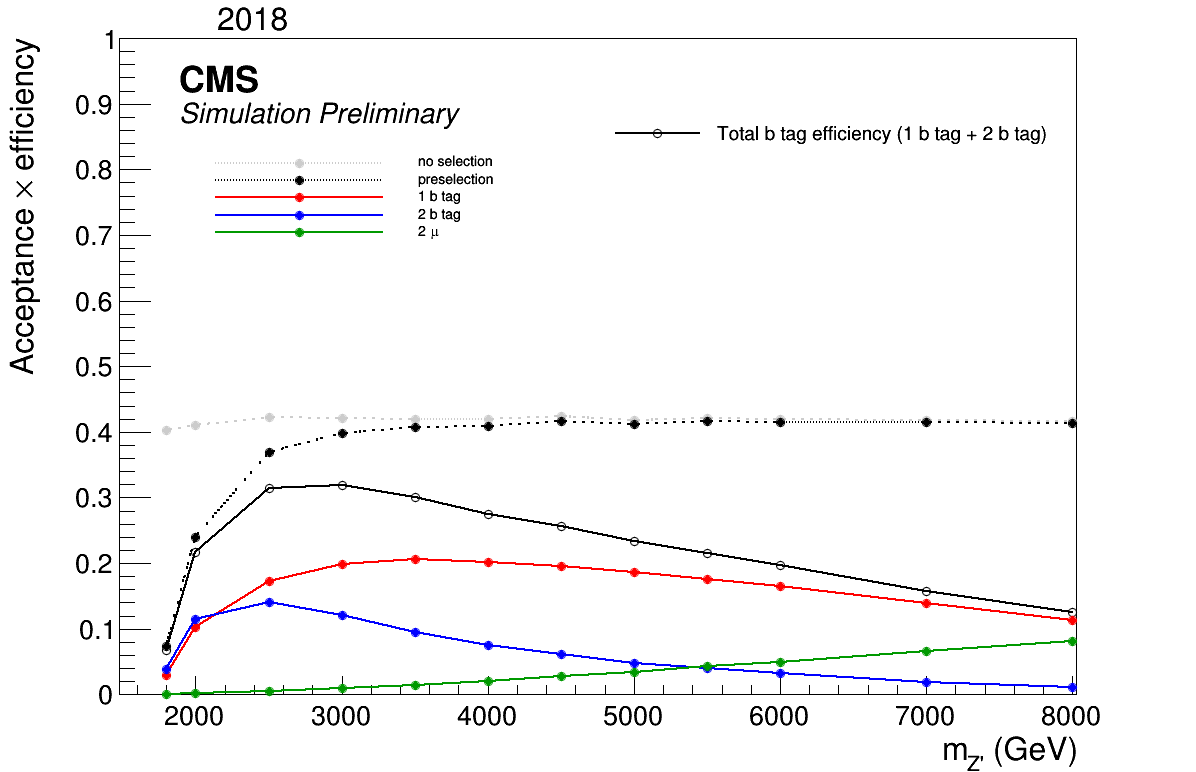 2018
CMS
Simulation Preliminary
no selection
preselection
1 b tag
2 b tag
2 μ
Total b tag efficiency (1 b tag + 2 b tag)
Acceptance × efficiency
1
0.9
0.8
0.7
0.6
0.5
0.4
0.3
0.2
0.1
0
2000 3000 4000 5000 6000 7000 8000
m_Z' (GeV)